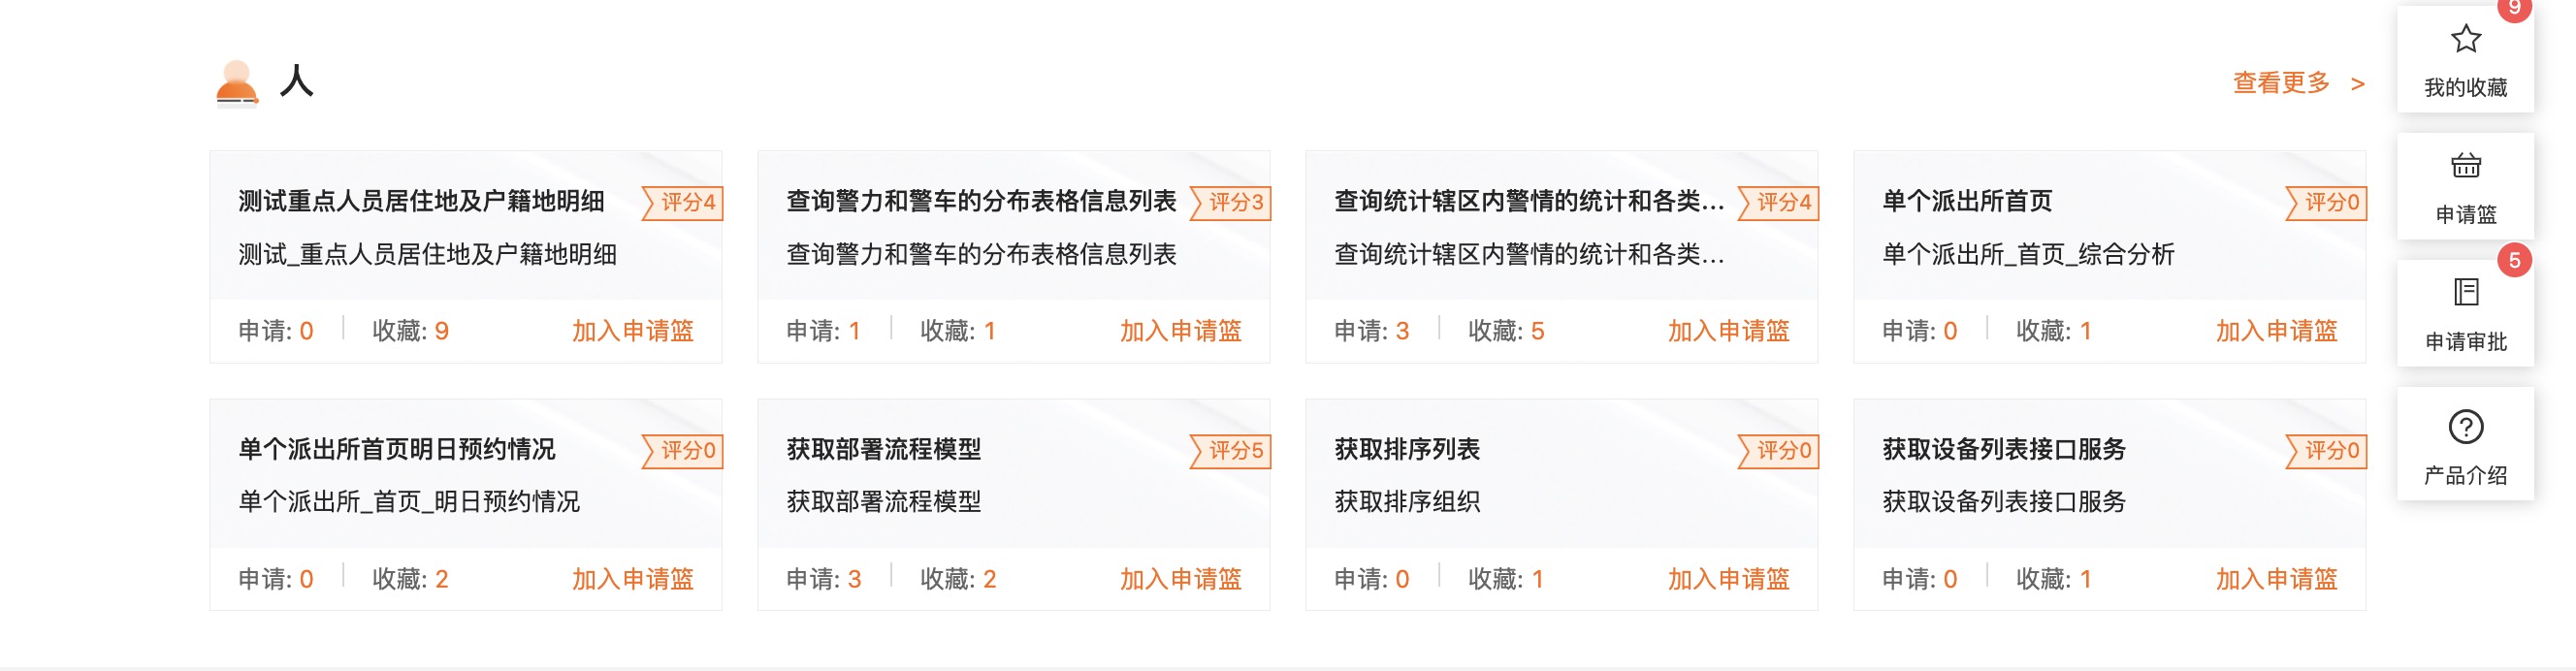 9
人
查看更多 >
我的收藏
测试重点人员居住地及户籍地明细 评分4
测试_重点人员居住地及户籍地明细
申请: 0 收藏: 9 加入申请篮
查询警力和警车的分布表格信息列表 评分3
查询警力和警车的分布表格信息列表
申请: 1 收藏: 1 加入申请篮
查询统计辖区内警情的统计和各类... 评分4
查询统计辖区内警情的统计和各类...
申请: 3 收藏: 5 加入申请篮
单个派出所首页 评分0
单个派出所_首页_综合分析
申请: 0 收藏: 1 加入申请篮
申请篮
5
申请审批
单个派出所首页明日预约情况 评分0
单个派出所_首页_明日预约情况
申请: 0 收藏: 2 加入申请篮
获取部署流程模型 评分5
获取部署流程模型
申请: 3 收藏: 2 加入申请篮
获取排序列表 评分0
获取排序组织
申请: 0 收藏: 1 加入申请篮
获取设备列表接口服务 评分0
获取设备列表接口服务
申请: 0 收藏: 1 加入申请篮
产品介绍